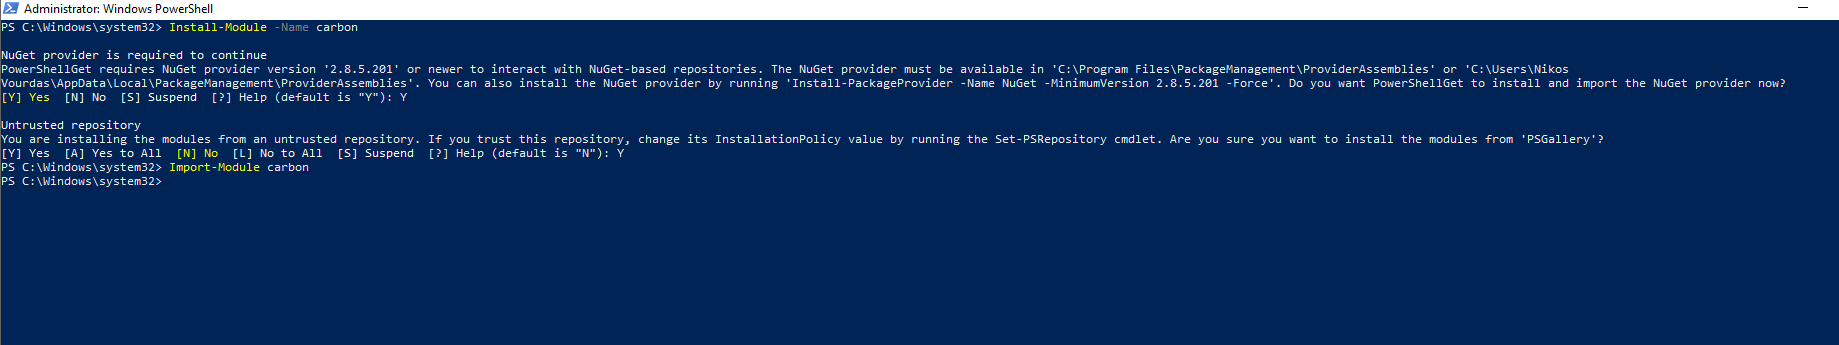 Administrator: Windows PowerShell
PS C:\Windows\system32> Install-Module -Name carbon
NuGet provider is required to continue
PowerShellGet requires NuGet provider version '2.8.5.201' or newer to interact with NuGet-based repositories. The NuGet provider must be available in 'C:\Program Files\PackageManagement\ProviderAssemblies' or 'C:\Users\Nikos
Vourdas\AppData\Local\PackageManagement\ProviderAssemblies'. You can also install the NuGet provider by running 'Install-PackageProvider -Name NuGet -MinimumVersion 2.8.5.201 -Force'. Do you want PowerShellGet to install and import the NuGet provider now?
[Y] Yes  [N] No  [S] Suspend  [?] Help (default is "Y"): Y
Untrusted repository
You are installing the modules from an untrusted repository. If you trust this repository, change its InstallationPolicy value by running the Set-PSRepository cmdlet. Are you sure you want to install the modules from 'PSGallery'?
[Y] Yes  [A] Yes to All  [N] No  [L] No to All  [S] Suspend  [?] Help (default is "N"): Y
PS C:\Windows\system32> Import-Module carbon
PS C:\Windows\system32>